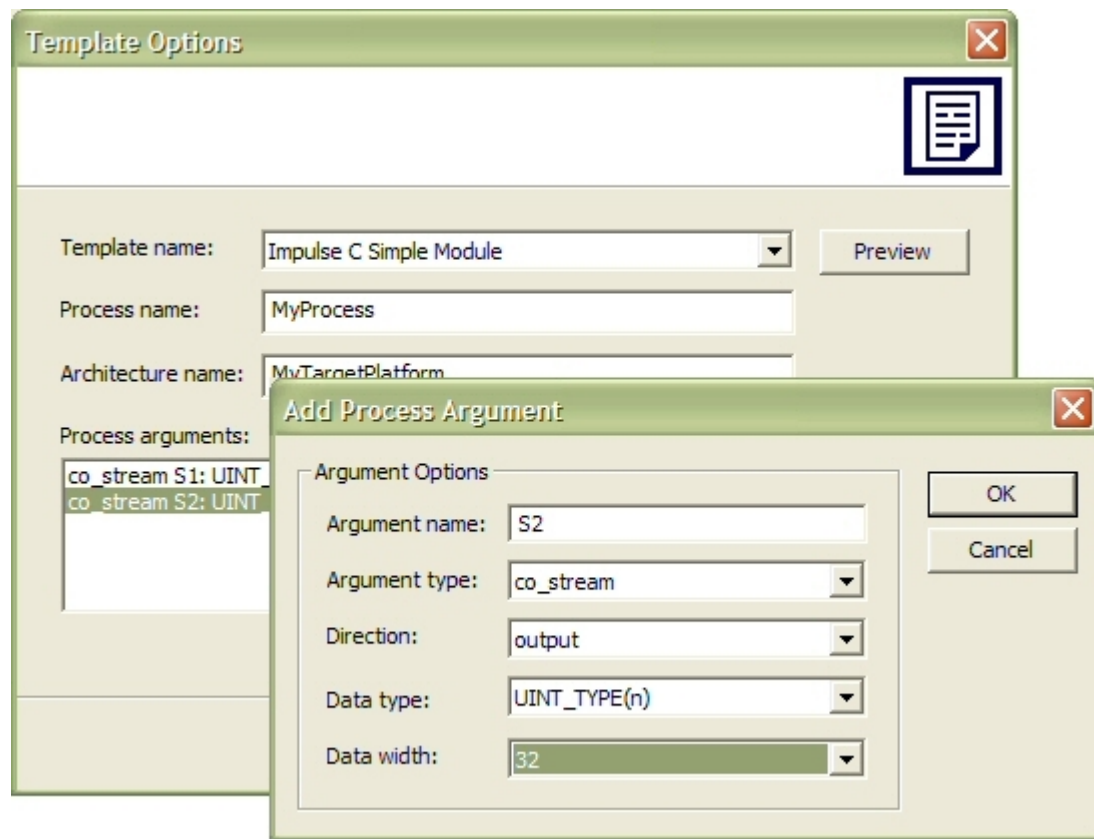 Template Options
Template name:
Impulse C Simple Module
Preview
Process name:
MyProcess
Architecture name:
MyTargetPlatform
Process arguments:
co_stream S1: UINT_
co_stream S2: UINT
Add Process Argument
Argument Options
Argument name:
S2
OK
Argument type:
co_stream
Cancel
Direction:
output
Data type:
UINT_TYPE(n)
Data width:
32